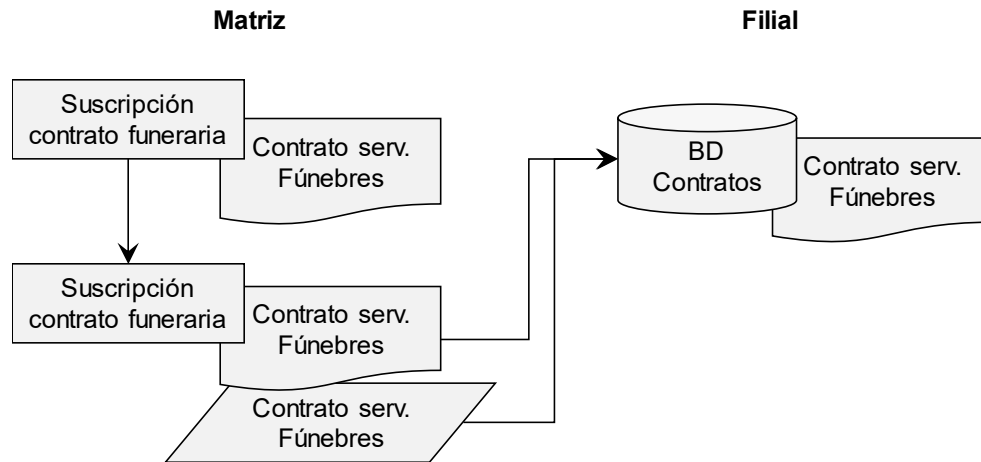 Matriz
Filial
Suscripción
contrato funeraria
Contrato serv.
Fúnebres
BD
Contratos
Contrato serv.
Fúnebres
Suscripción
contrato funeraria
Contrato serv.
Fúnebres
Contrato serv.
Fúnebres